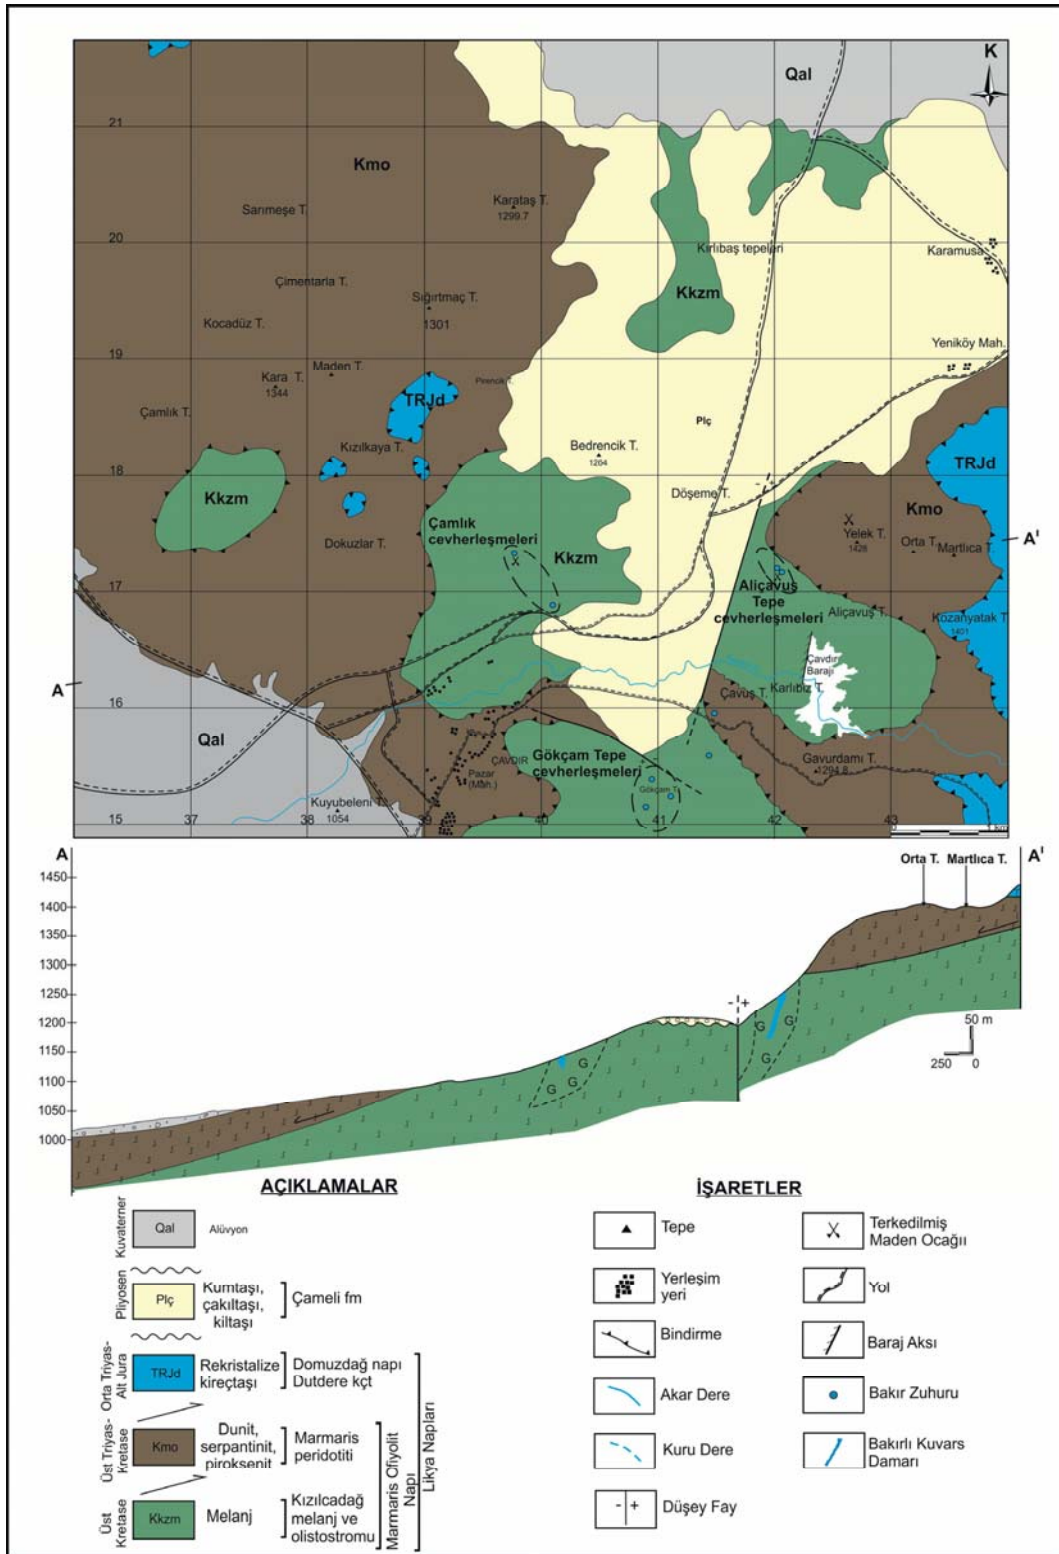 K
Qal
21
Kmo
Karataş T.
1299.7
Sarımeşe T.
20
Kırlıbaş tepeleri
Karamusa
Çimentarla T.
Sığırtmaç T.
1301
Kkzm
Kocadüz T.
19
Yeniköy Mah.
Maden T.
Kara T.
1344
Pirencik T.
TRJd
Çamlık T.
Plç
Kızılkaya T.
Bedrencik T.
1204
18
TRJd
Kkzm
Döşeme T.
Kmo
Çamlık
cevherleşmeleri
Dokuzlar T.
Kkzm
Yelek T.
1428
Orta T.
Martlıca T.
A'
17
Aliçavuş
Tepe
cevherleşmeleri
Aliçavuş T.
Kozanyatak T.
1401
Çavdır
Barajı
A
Çavuş T.
Karlıbız T.
16
Qal
ÇAVDIR
Gökçam Tepe
cevherleşmeleri
Gavurdamı T.
1294.8
Pazar
(Mah.)
Gökçam T.
Kuyubeleni T.
1054
15
37
38
39
40
41
42
43
1 km
A
A'
Orta T.
Martlıca T.
1450
1400
1350
1300
1250
1200
1150
1100
1050
1000
- +
G G
G
G
G G
50 m
250 0
AÇIKLAMALAR
Kuvaterner
Qal
Alüvyon
Pliyosen
Plç
Kumtaşı,
çakıltaşı,
kiltaşı
Çameli fm
Orta Triyas-
Alt Jura
TRJd
Rekristalize
kireçtaşı
Domuzdağ napı
Dutdere kçt
Üst Triyas-
Kretase
Kmo
Dunit,
serpantinit,
piroksenit
Marmaris
peridotiti
Üst
Kretase
Kkzm
Melanj
Kızılcadağ
melanj ve
olistostromu
Marmaris Ofiyolit
Napı
Likya Napları
İŞARETLER
Tepe
Yerleşim
yeri
Bindirme
Akar Dere
Kuru Dere
- +
Düşey Fay
Terkedilmiş
Maden Ocağıı
Yol
Baraj Aksı
Bakır Zuhuru
Bakırlı Kuvars
Damarı